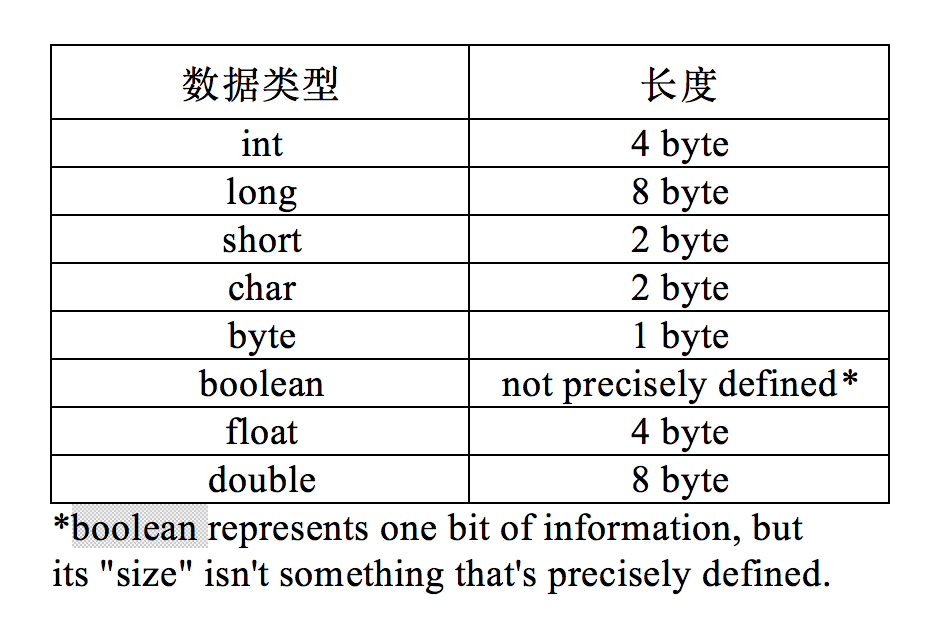 数据类型 长度
int 4 byte
long 8 byte
short 2 byte
char 2 byte
byte 1 byte
boolean not precisely defined*
float 4 byte
double 8 byte
*boolean represents one bit of information, but
its "size" isn't something that's precisely defined.